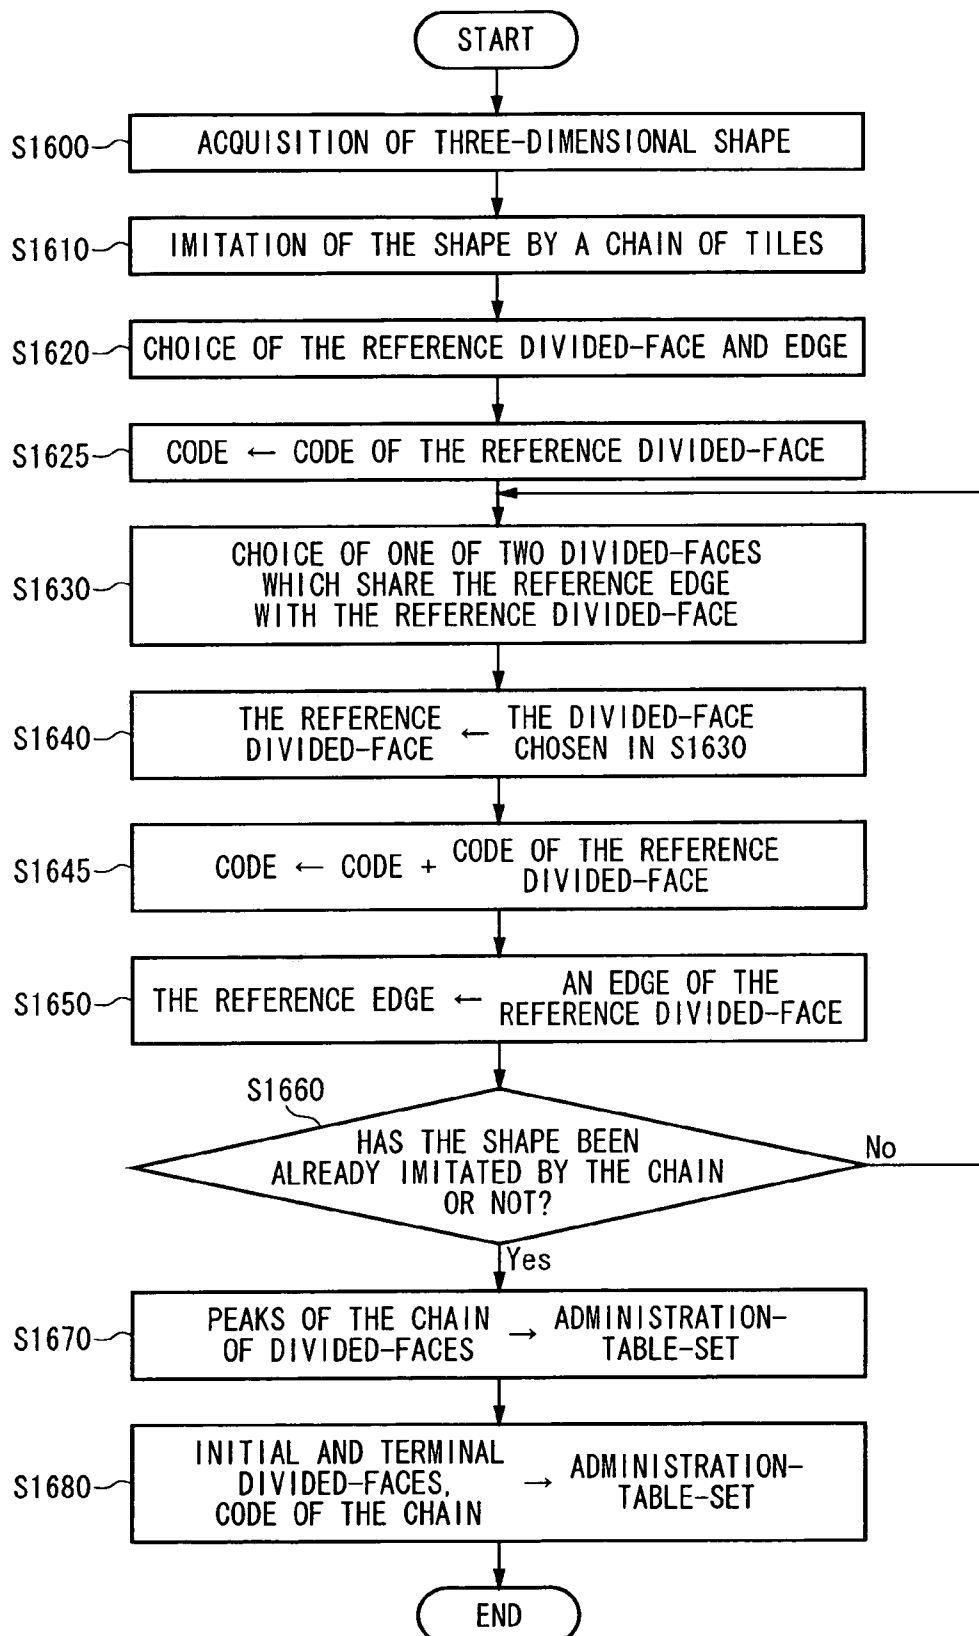 START
S1600
ACQUISITION OF THREE-DIMENSIONAL SHAPE
S1610
IMITATION OF THE SHAPE BY A CHAIN OF TILES
S1620
CHOICE OF THE REFERENCE DIVIDED-FACE AND EDGE
S1625
CODE ← CODE OF THE REFERENCE DIVIDED-FACE
S1630
CHOICE OF ONE OF TWO DIVIDED-FACES
WHICH SHARE THE REFERENCE EDGE
WITH THE REFERENCE DIVIDED-FACE
S1640
THE REFERENCE
DIVIDED-FACE
←
THE DIVIDED-FACE
CHOSEN IN S1630
S1645
CODE ← CODE +
CODE OF THE REFERENCE
DIVIDED-FACE
S1650
THE REFERENCE EDGE ←
AN EDGE OF THE
REFERENCE DIVIDED-FACE
S1660
HAS THE SHAPE BEEN
ALREADY IMITATED BY THE CHAIN
OR NOT?
No
Yes
S1670
PEAKS OF THE CHAIN
OF DIVIDED-FACES
→
ADMINISTRATION-
TABLE-SET
S1680
INITIAL AND TERMINAL
DIVIDED-FACES,
CODE OF THE CHAIN
→
ADMINISTRATION-
TABLE-SET
END